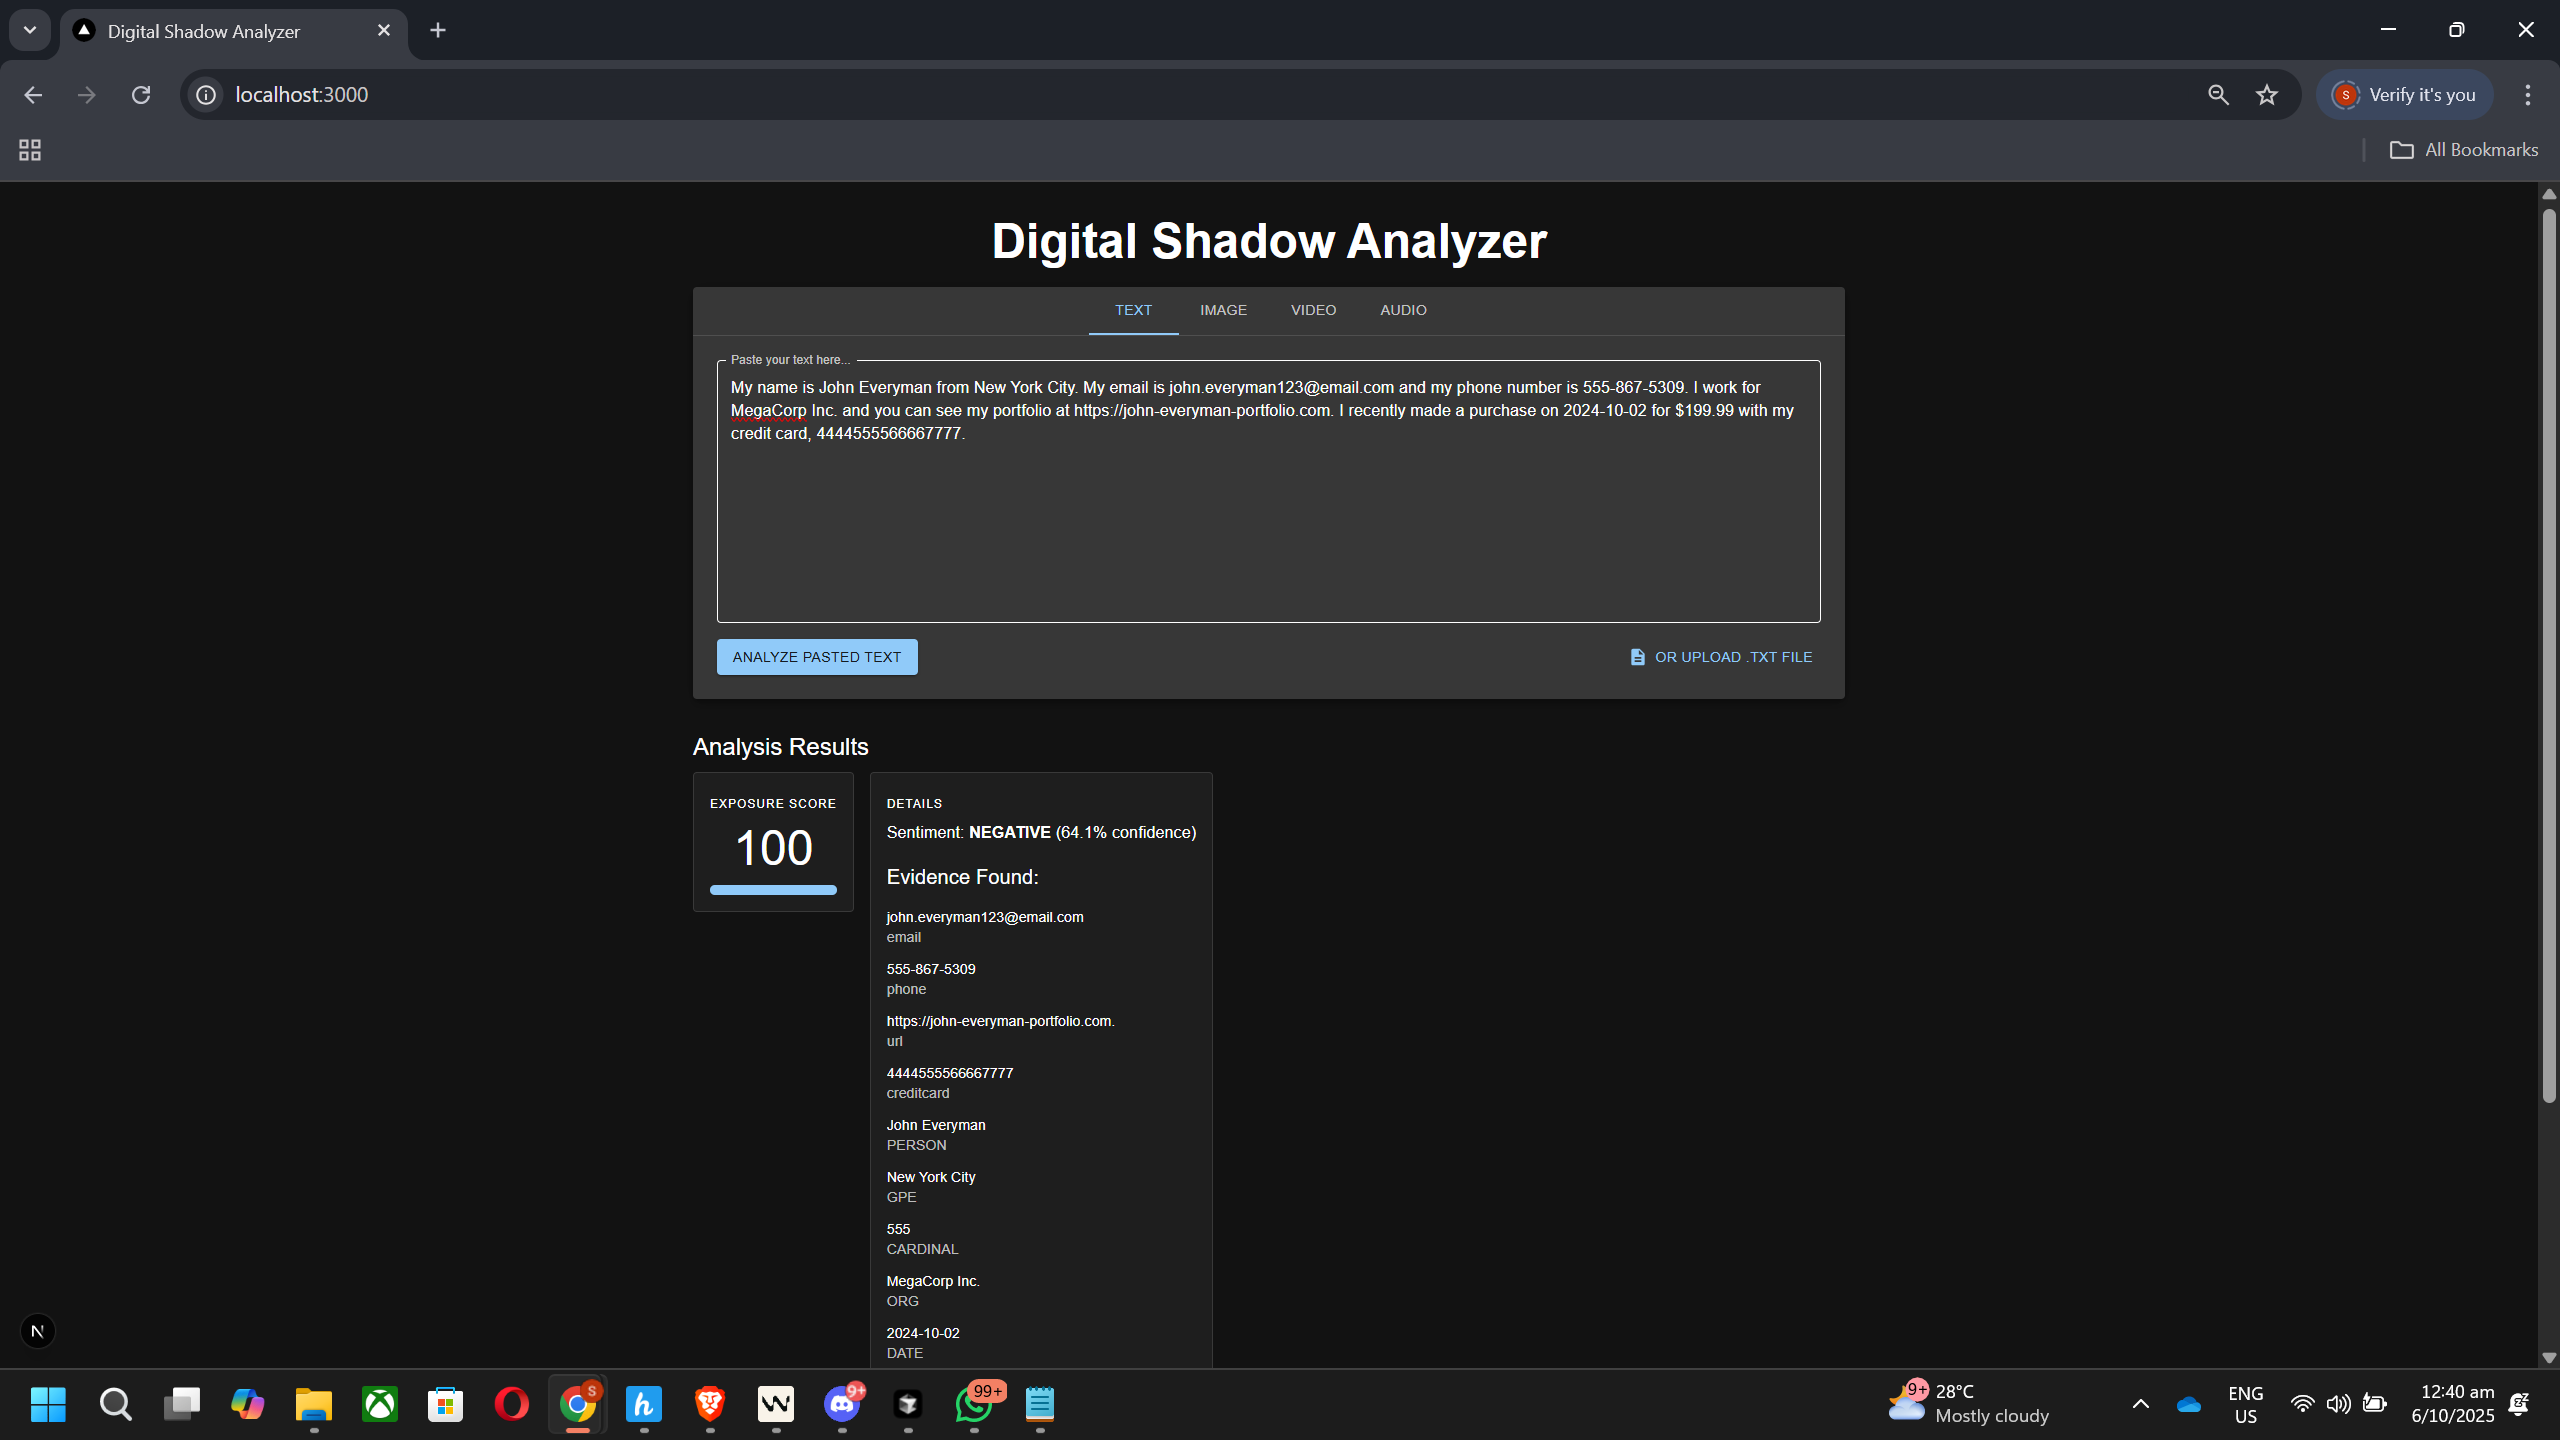 Digital Shadow Analyzer
localhost:3000
S
Verify it's you
All Bookmarks
Digital Shadow Analyzer
TEXT
IMAGE
VIDEO
AUDIO
Paste your text here...
My name is John Everyman from New York City. My email is john.everyman123@email.com and my phone number is 555-867-5309. I work for
MegaCorp Inc. and you can see my portfolio at https://john-everyman-portfolio.com. I recently made a purchase on 2024-10-02 for $199.99 with my
credit card, 4444555566667777.
ANALYZE PASTED TEXT
OR UPLOAD .TXT FILE
Analysis Results
EXPOSURE SCORE
100
DETAILS
Sentiment: NEGATIVE (64.1% confidence)
Evidence Found:
john.everyman123@email.com
email
555-867-5309
phone
https://john-everyman-portfolio.com.
url
4444555566667777
creditcard
John Everyman
PERSON
New York City
GPE
555
CARDINAL
MegaCorp Inc.
ORG
2024-10-02
DATE
N
S
h
9+
99+
9+
28°C
Mostly cloudy
ENG
US
12:40 am
6/10/2025